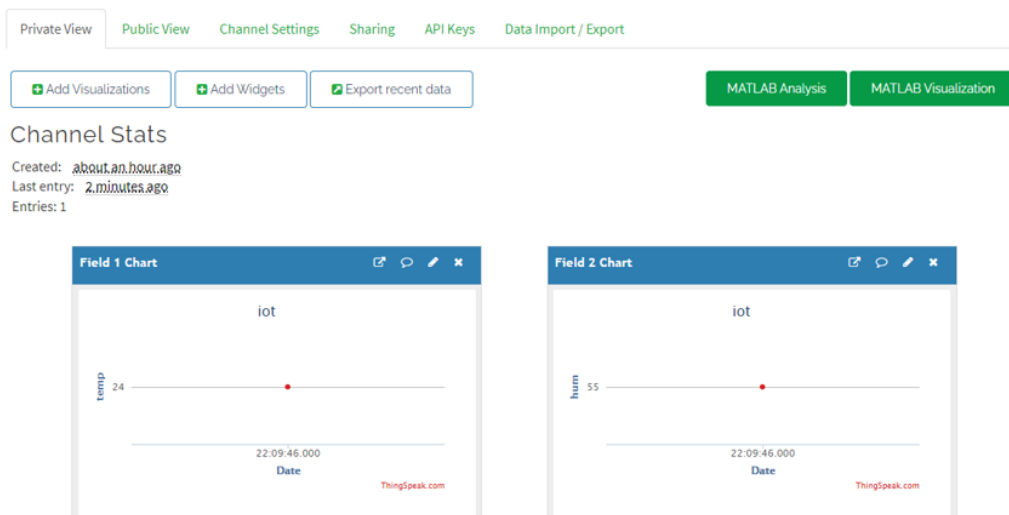 Private View Public View Channel Settings Sharing API Keys Data Import / Export
Add Visualizations Add Widgets Export recent data MATLAB Analysis MATLAB Visualization
Channel Stats
Created: about an hour ago
Last entry: 2 minutes ago
Entries: 1
Field 1 Chart
iot
temp
24
22:09:46.000
Date
ThingSpeak.com
Field 2 Chart
iot
hum
55
22:09:46.000
Date
ThingSpeak.com